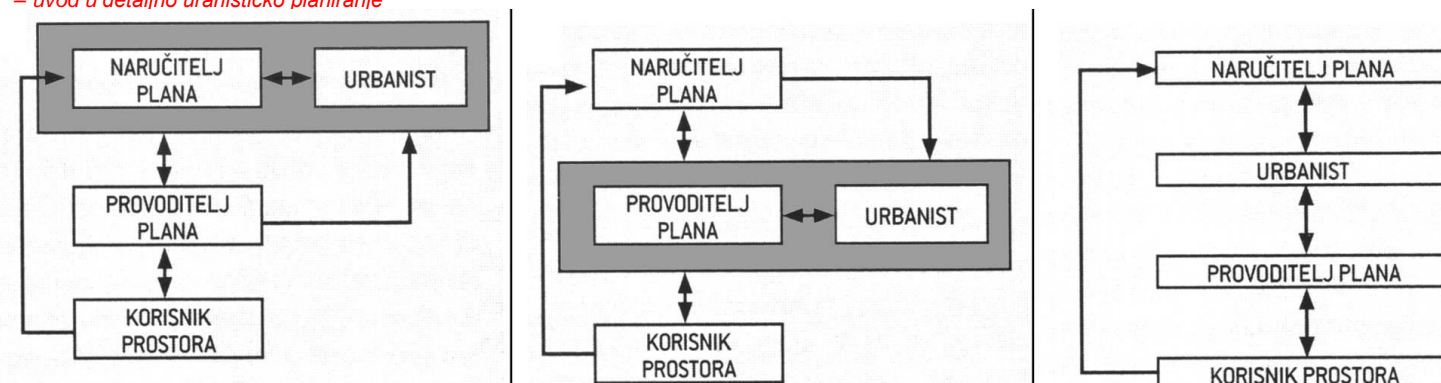 – uvod u detaljno uranističko planiranje
NARUČITELJ
PLANA
URBANIST
PROVODITELJ
PLANA
KORISNIK
PROSTORA
NARUČITELJ
PLANA
PROVODITELJ
PLANA
URBANIST
KORISNIK
PROSTORA
NARUČITELJ PLANA
URBANIST
PROVODITELJ PLANA
KORISNIK PROSTORA